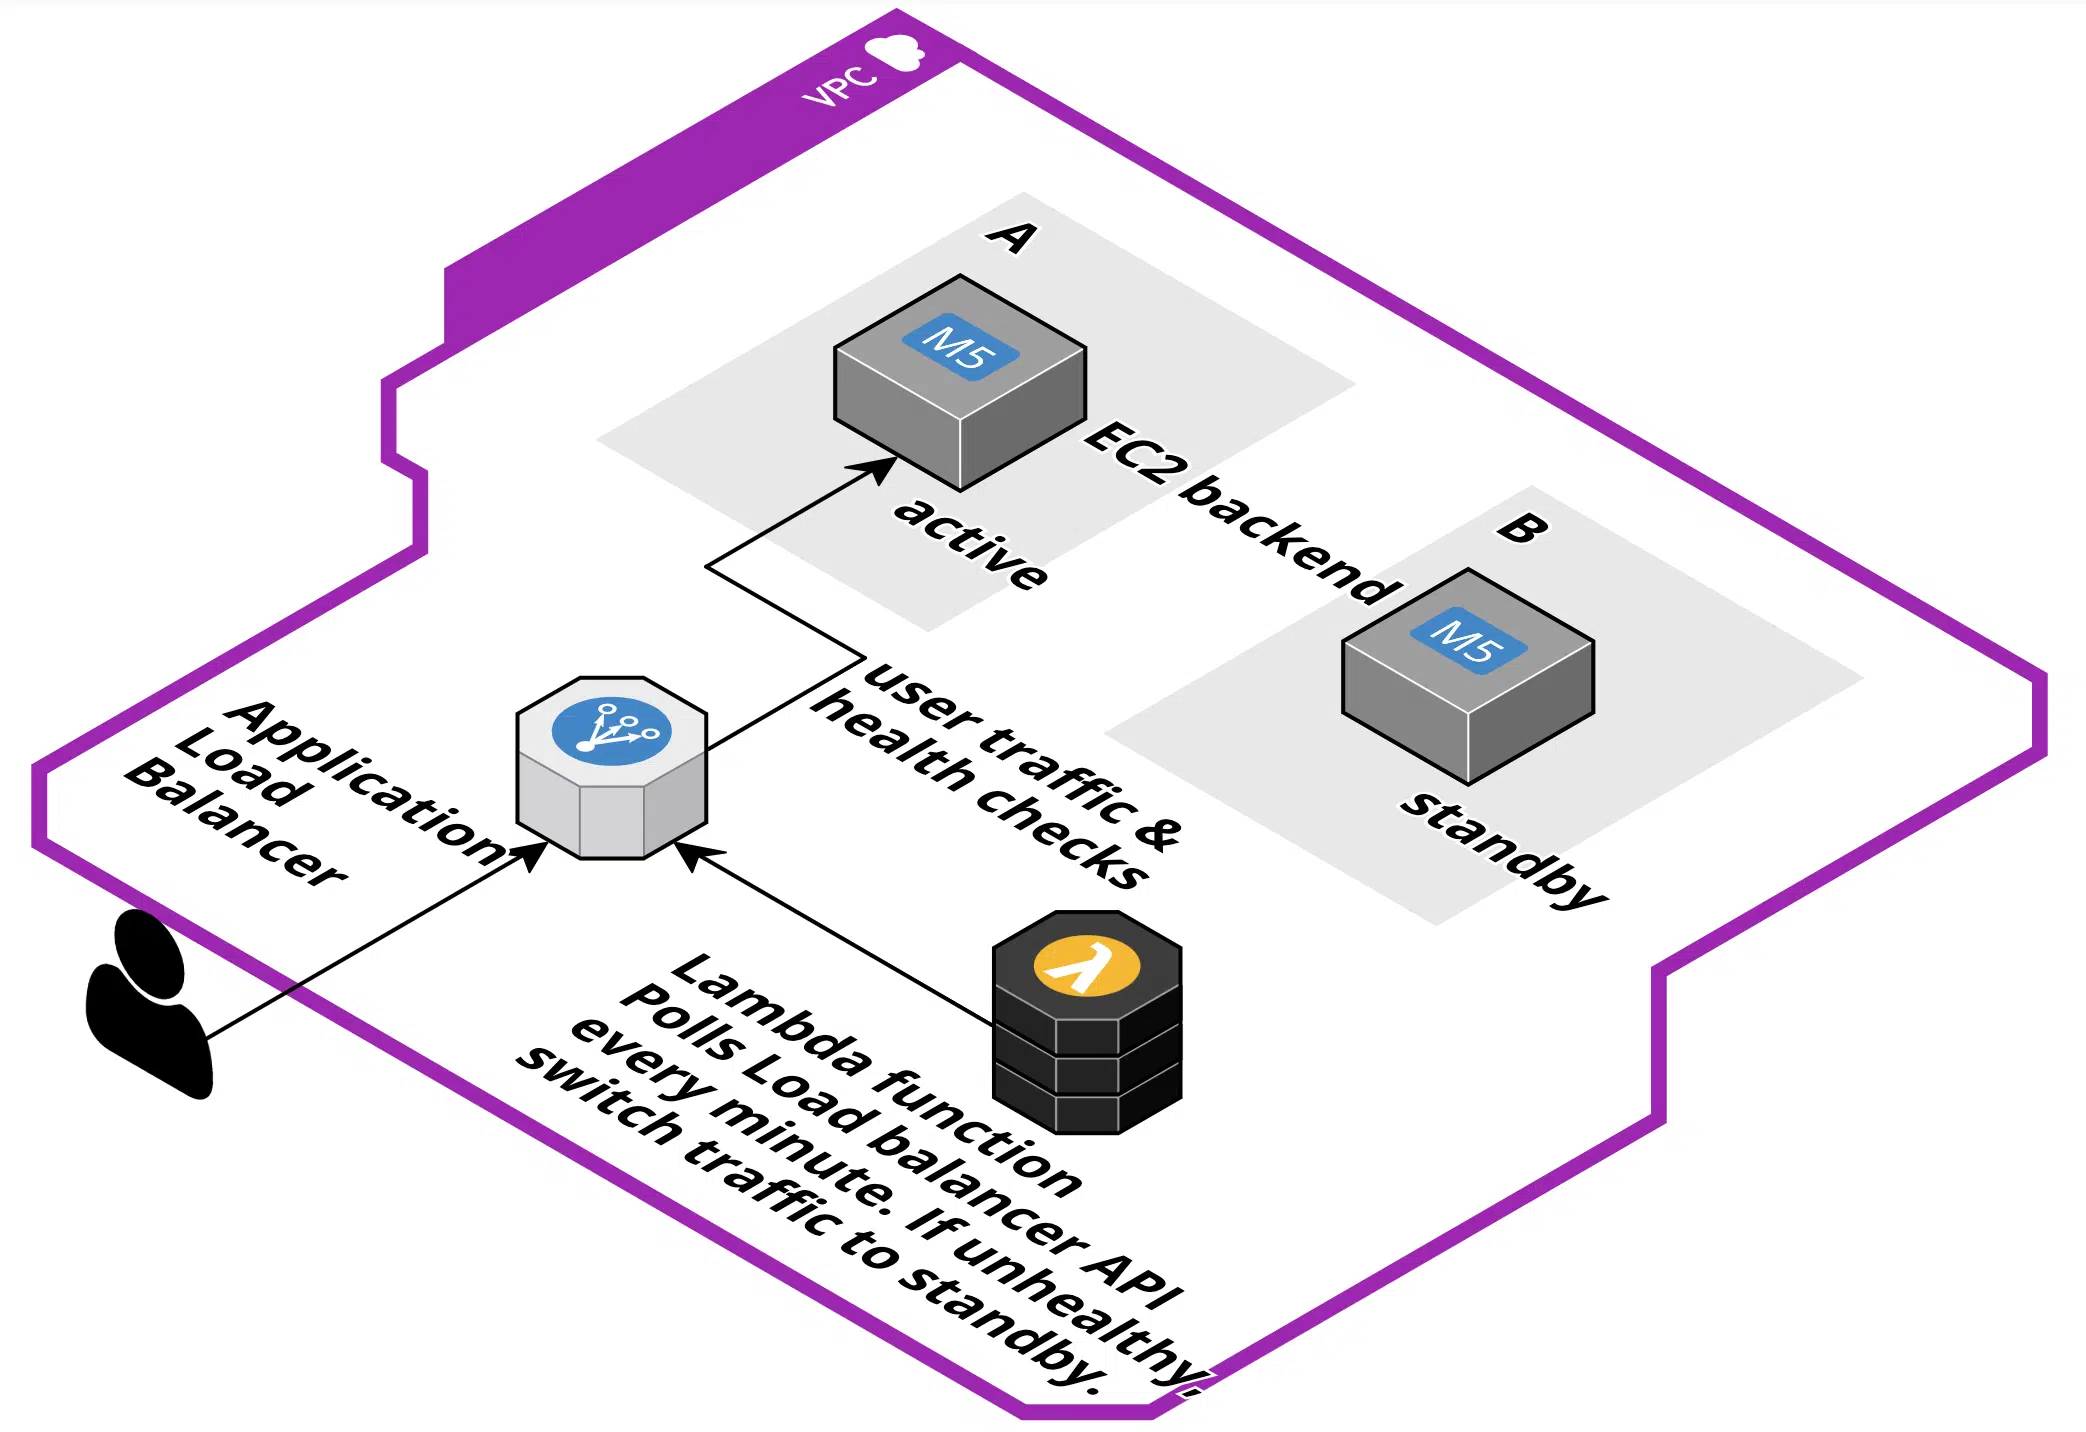 VPC
A
M5
active
EC2 backend
B
M5
standby
user traffic &
health checks
Application
Load
Balancer
Lambda function
Polls Load balancer API
every minute. If unhealthy,
switch traffic to standby.